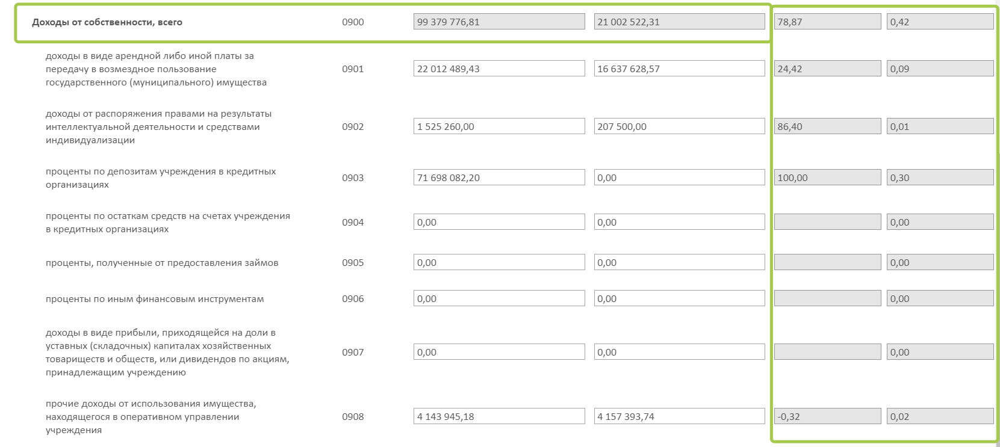 Доходы от собственности, всего 0900 99 379 776,81 21 002 522,31 78,87 0,42
доходы в виде арендной либо иной платы за
передачу в возмездное пользование 0901 22 012 489,43 16 637 628,57 24,42 0,09
государственного (муниципального) имущества
доходы от распоряжения правами на результаты
интеллектуальной деятельности и средствами 0902 1 525 260,00 207 500,00 86,40 0,01
индивидуализации
проценты по депозитам учреждения в кредитных
организациях 0903 71 698 082,20 0,00 100,00 0,30
проценты по остаткам средств на счетах учреждения
в кредитных организациях 0904 0,00 0,00 0,00
проценты, полученные от предоставления займов 0905 0,00 0,00 0,00
проценты по иным финансовым инструментам 0906 0,00 0,00 0,00
доходы в виде прибыли, приходящейся на доли в
уставных (складочных) капиталах хозяйственных
товариществ и обществ, или дивидендов по акциям, 0907 0,00 0,00 0,00
принадлежащим учреждению
прочие доходы от использования имущества,
находящегося в оперативном управлении 0908 4 143 945,18 4 157 393,74 -0,32 0,02
учреждения